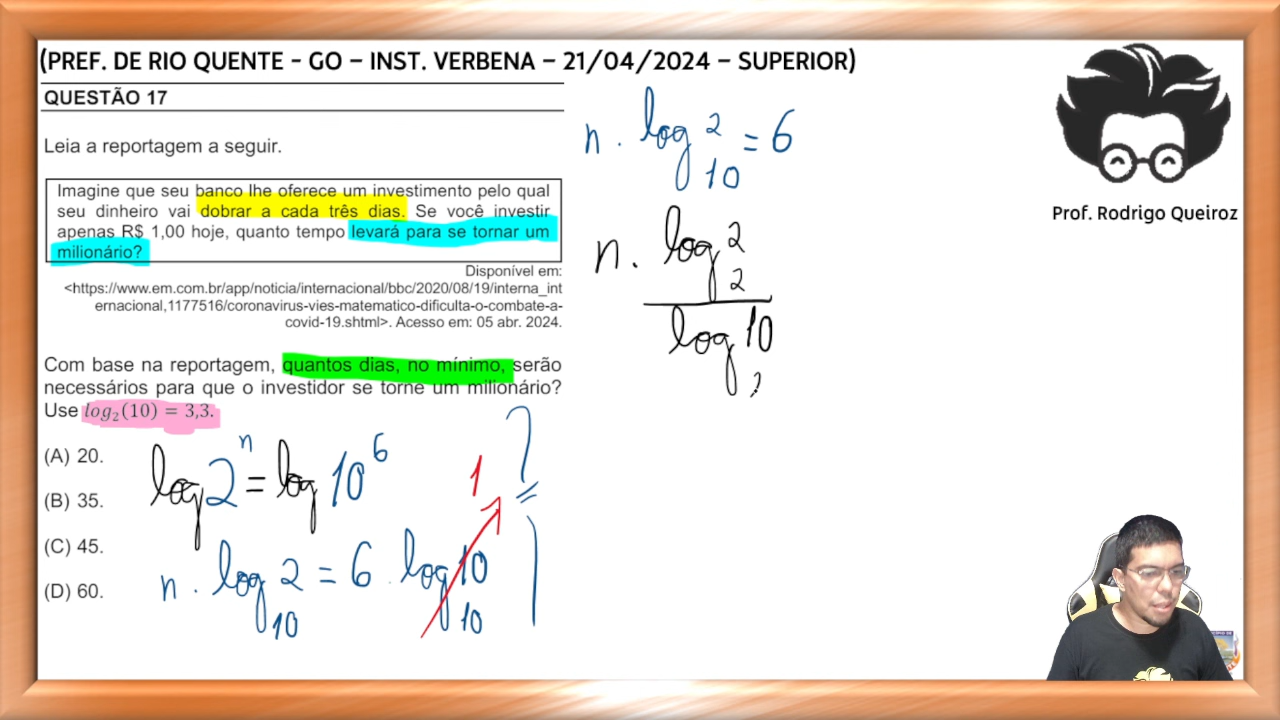 (PREF. DE RIO QUENTE - GO – INST. VERBENA – 21/04/2024 – SUPERIOR)
QUESTÃO 17
Leia a reportagem a seguir.
Imagine que seu banco lhe oferece um investimento pelo qual
seu dinheiro vai dobrar a cada três dias. Se você investir
apenas R$ 1,00 hoje, quanto tempo levará para se tornar um
milionário?
Disponível em:
<https://www.em.com.br/app/noticia/internacional/bbc/2020/08/19/interna_int
ernacional,1177516/coronavirus-vies-matematico-dificulta-o-combate-a-
covid-19.shtml>. Acesso em: 05 abr. 2024.
Com base na reportagem, quantos dias, no mínimo, serão
necessários para que o investidor se torne um milionário?
Use log₂(10) = 3,3.
(A) 20.
(B) 35.
(C) 45.
(D) 60.
log 2ⁿ = log 10⁶
n . log₁₀ 2 = 6 . log₁₀ 10
1
n . log₁₀ 2 = 6
n . log₂ 2
log₂ 10
Prof. Rodrigo Queiroz